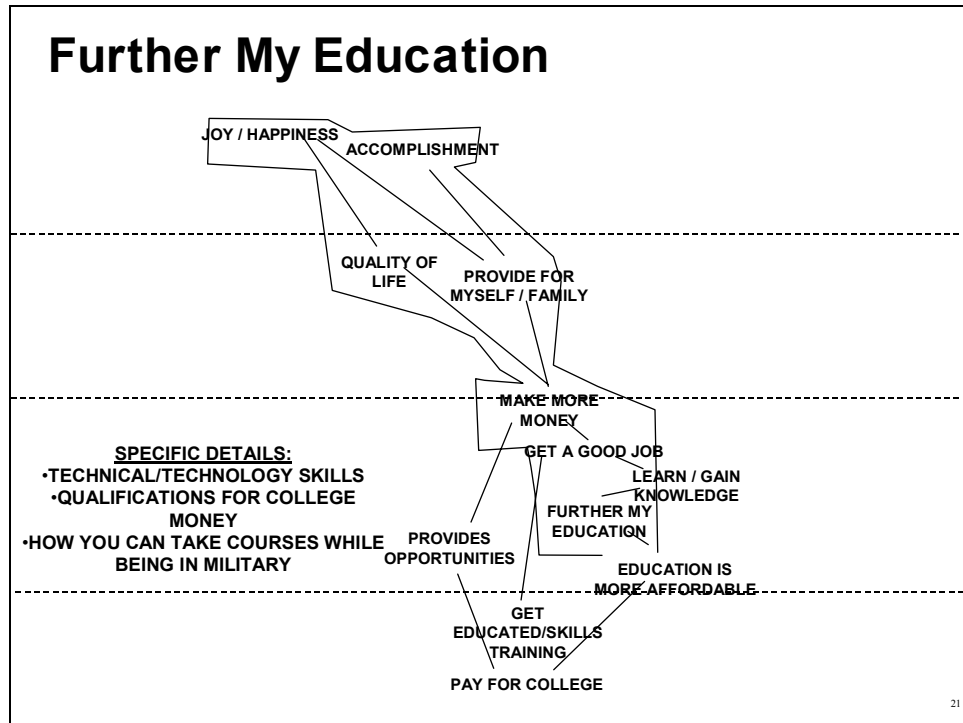 Further My Education
JOY / HAPPINESS
ACCOMPLISHMENT
QUALITY OF
LIFE
PROVIDE FOR
MYSELF / FAMILY
MAKE MORE
MONEY
GET A GOOD JOB
LEARN / GAIN
KNOWLEDGE
FURTHER MY
EDUCATION
SPECIFIC DETAILS:
•TECHNICAL/TECHNOLOGY SKILLS
•QUALIFICATIONS FOR COLLEGE
MONEY
•HOW YOU CAN TAKE COURSES WHILE
BEING IN MILITARY
PROVIDES
OPPORTUNITIES
EDUCATION IS
MORE AFFORDABLE
GET
EDUCATED/SKILLS
TRAINING
PAY FOR COLLEGE
21